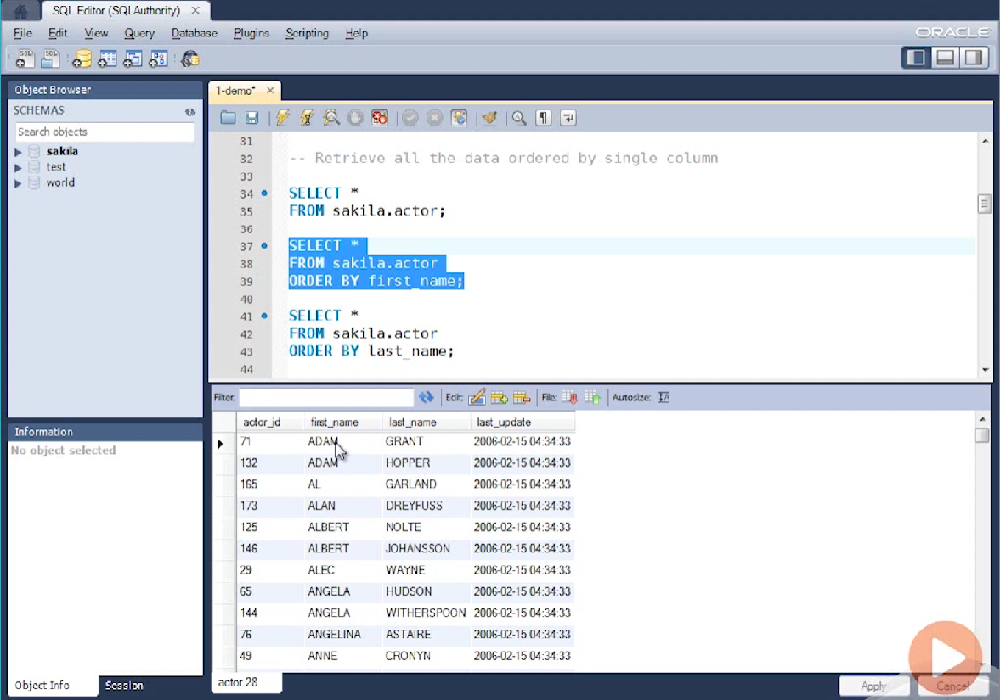 SQL Editor (SQLAuthority) ×
File Edit View Query Database Plugins Scripting Help
ORACLE
SQL SQL
Object Browser
SCHEMAS
Search objects
sakila
test
world
1-demo* ×
31
32 -- Retrieve all the data ordered by single column
33
34 SELECT *
35 FROM sakila.actor;
36
37 SELECT *
38 FROM sakila.actor
39 ORDER BY first_name;
40
41 SELECT *
42 FROM sakila.actor
43 ORDER BY last_name;
44
Filter: Edit: File: Autosize:
actor_id first_name last_name last_update
71 ADAM GRANT 2006-02-15 04:34:33
132 ADAM HOPPER 2006-02-15 04:34:33
165 AL GARLAND 2006-02-15 04:34:33
173 ALAN DREYFUSS 2006-02-15 04:34:33
125 ALBERT NOLTE 2006-02-15 04:34:33
146 ALBERT JOHANSSON 2006-02-15 04:34:33
29 ALEC WAYNE 2006-02-15 04:34:33
65 ANGELA HUDSON 2006-02-15 04:34:33
144 ANGELA WITHERSPOON 2006-02-15 04:34:33
76 ANGELINA ASTAIRE 2006-02-15 04:34:33
49 ANNE CRONYN 2006-02-15 04:34:33
Information
No object selected
Object Info Session
actor 28
Apply Cancel